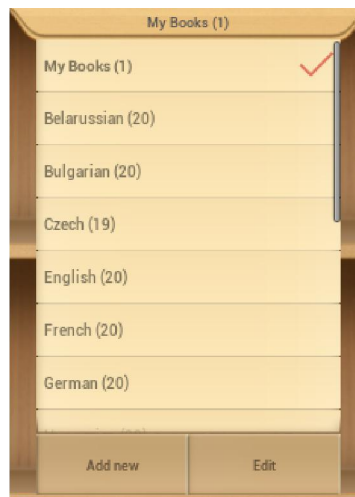 My Books (1)
My Books (1)
Belarussian (20)
Bulgarian (20)
Czech (19)
English (20)
French (20)
German (20)
Add new
Edit